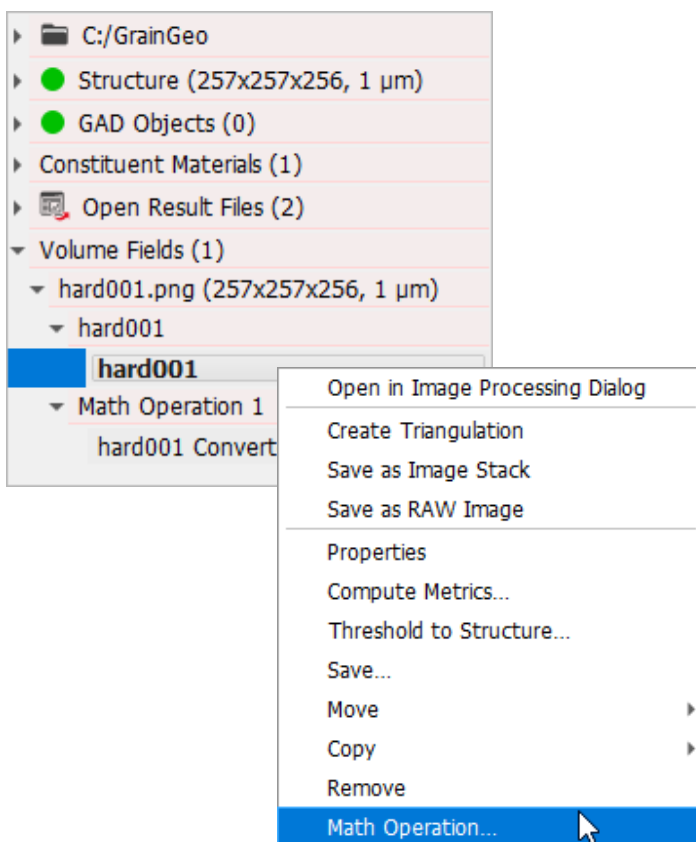 C:/GrainGeo
Structure (257x257x256, 1 µm)
GAD Objects (0)
Constituent Materials (1)
Open Result Files (2)
Volume Fields (1)
hard001.png (257x257x256, 1 µm)
hard001
hard001
Math Operation 1
hard001 Convert
Open in Image Processing Dialog
Create Triangulation
Save as Image Stack
Save as RAW Image
Properties
Compute Metrics...
Threshold to Structure...
Save...
Move
Copy
Remove
Math Operation...